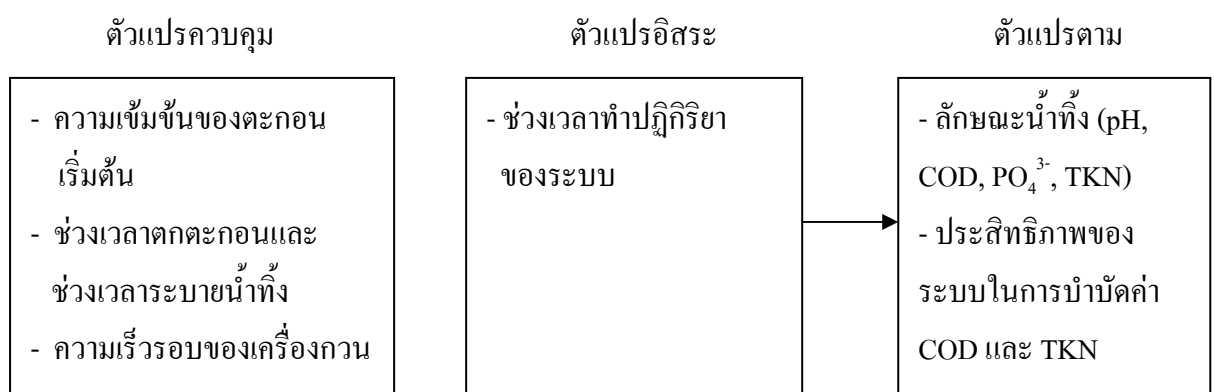 ตัวแปรควบคุม
ตัวแปรอิสระ
ตัวแปรตาม
- ความเข้มข้นของตะกอน
เริ่มต้น
- ช่วงเวลาตกตะกอนและ
ช่วงเวลาระบายน้ำทิ้ง
- ความเร็วรอบของเครื่องกวน
- ช่วงเวลาทำปฏิกิริยา
ของระบบ
- ลักษณะน้ำทิ้ง (pH,
COD, PO₄³⁻, TKN)
- ประสิทธิภาพของ
ระบบในการบำบัดค่า
COD และ TKN